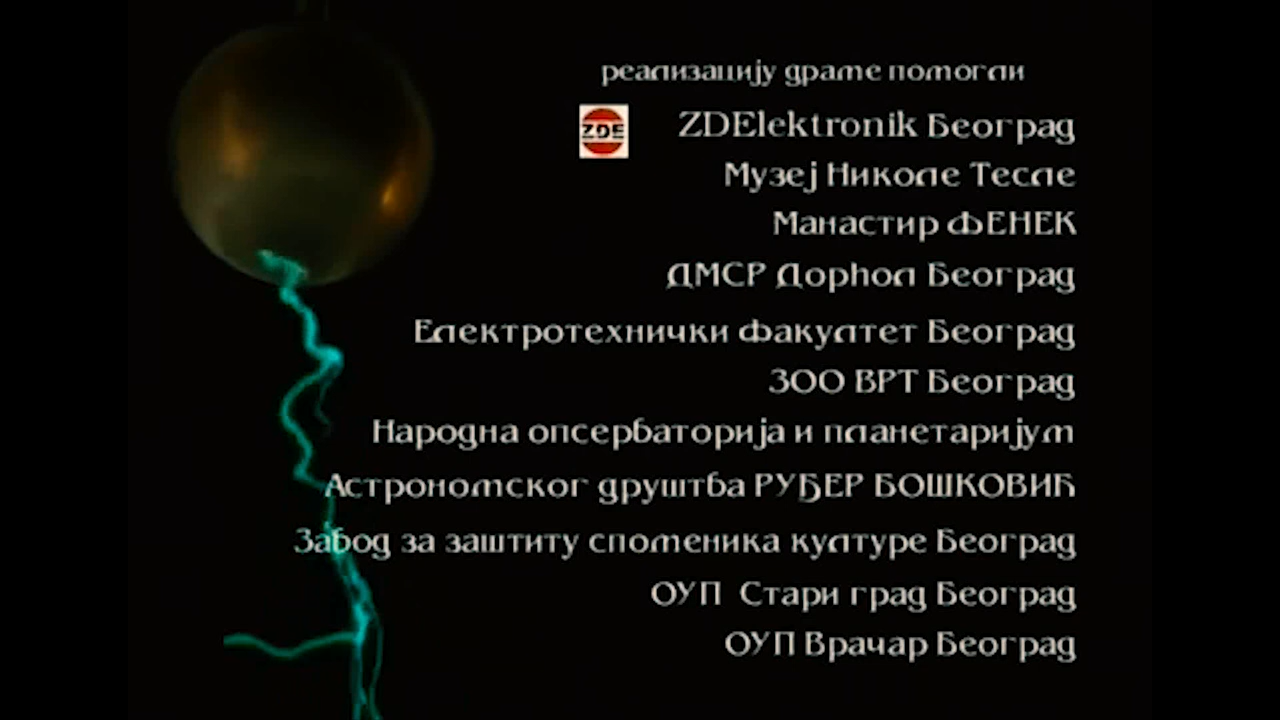 реализацију драме помогли
ZDE
ZDElektronik Београд
Музеј Николе Тесле
Манастир ФЕНЕК
ДМСР Дорћол Београд
Електротехнички факултет Београд
ЗОО ВРТ Београд
Народна опсерваторија и планетаријум
Астрономског друштва РУЂЕР БОШКОВИЋ
Завод за заштиту споменика културе Београд
ОУП Стари град Београд
ОУП Врачар Београд